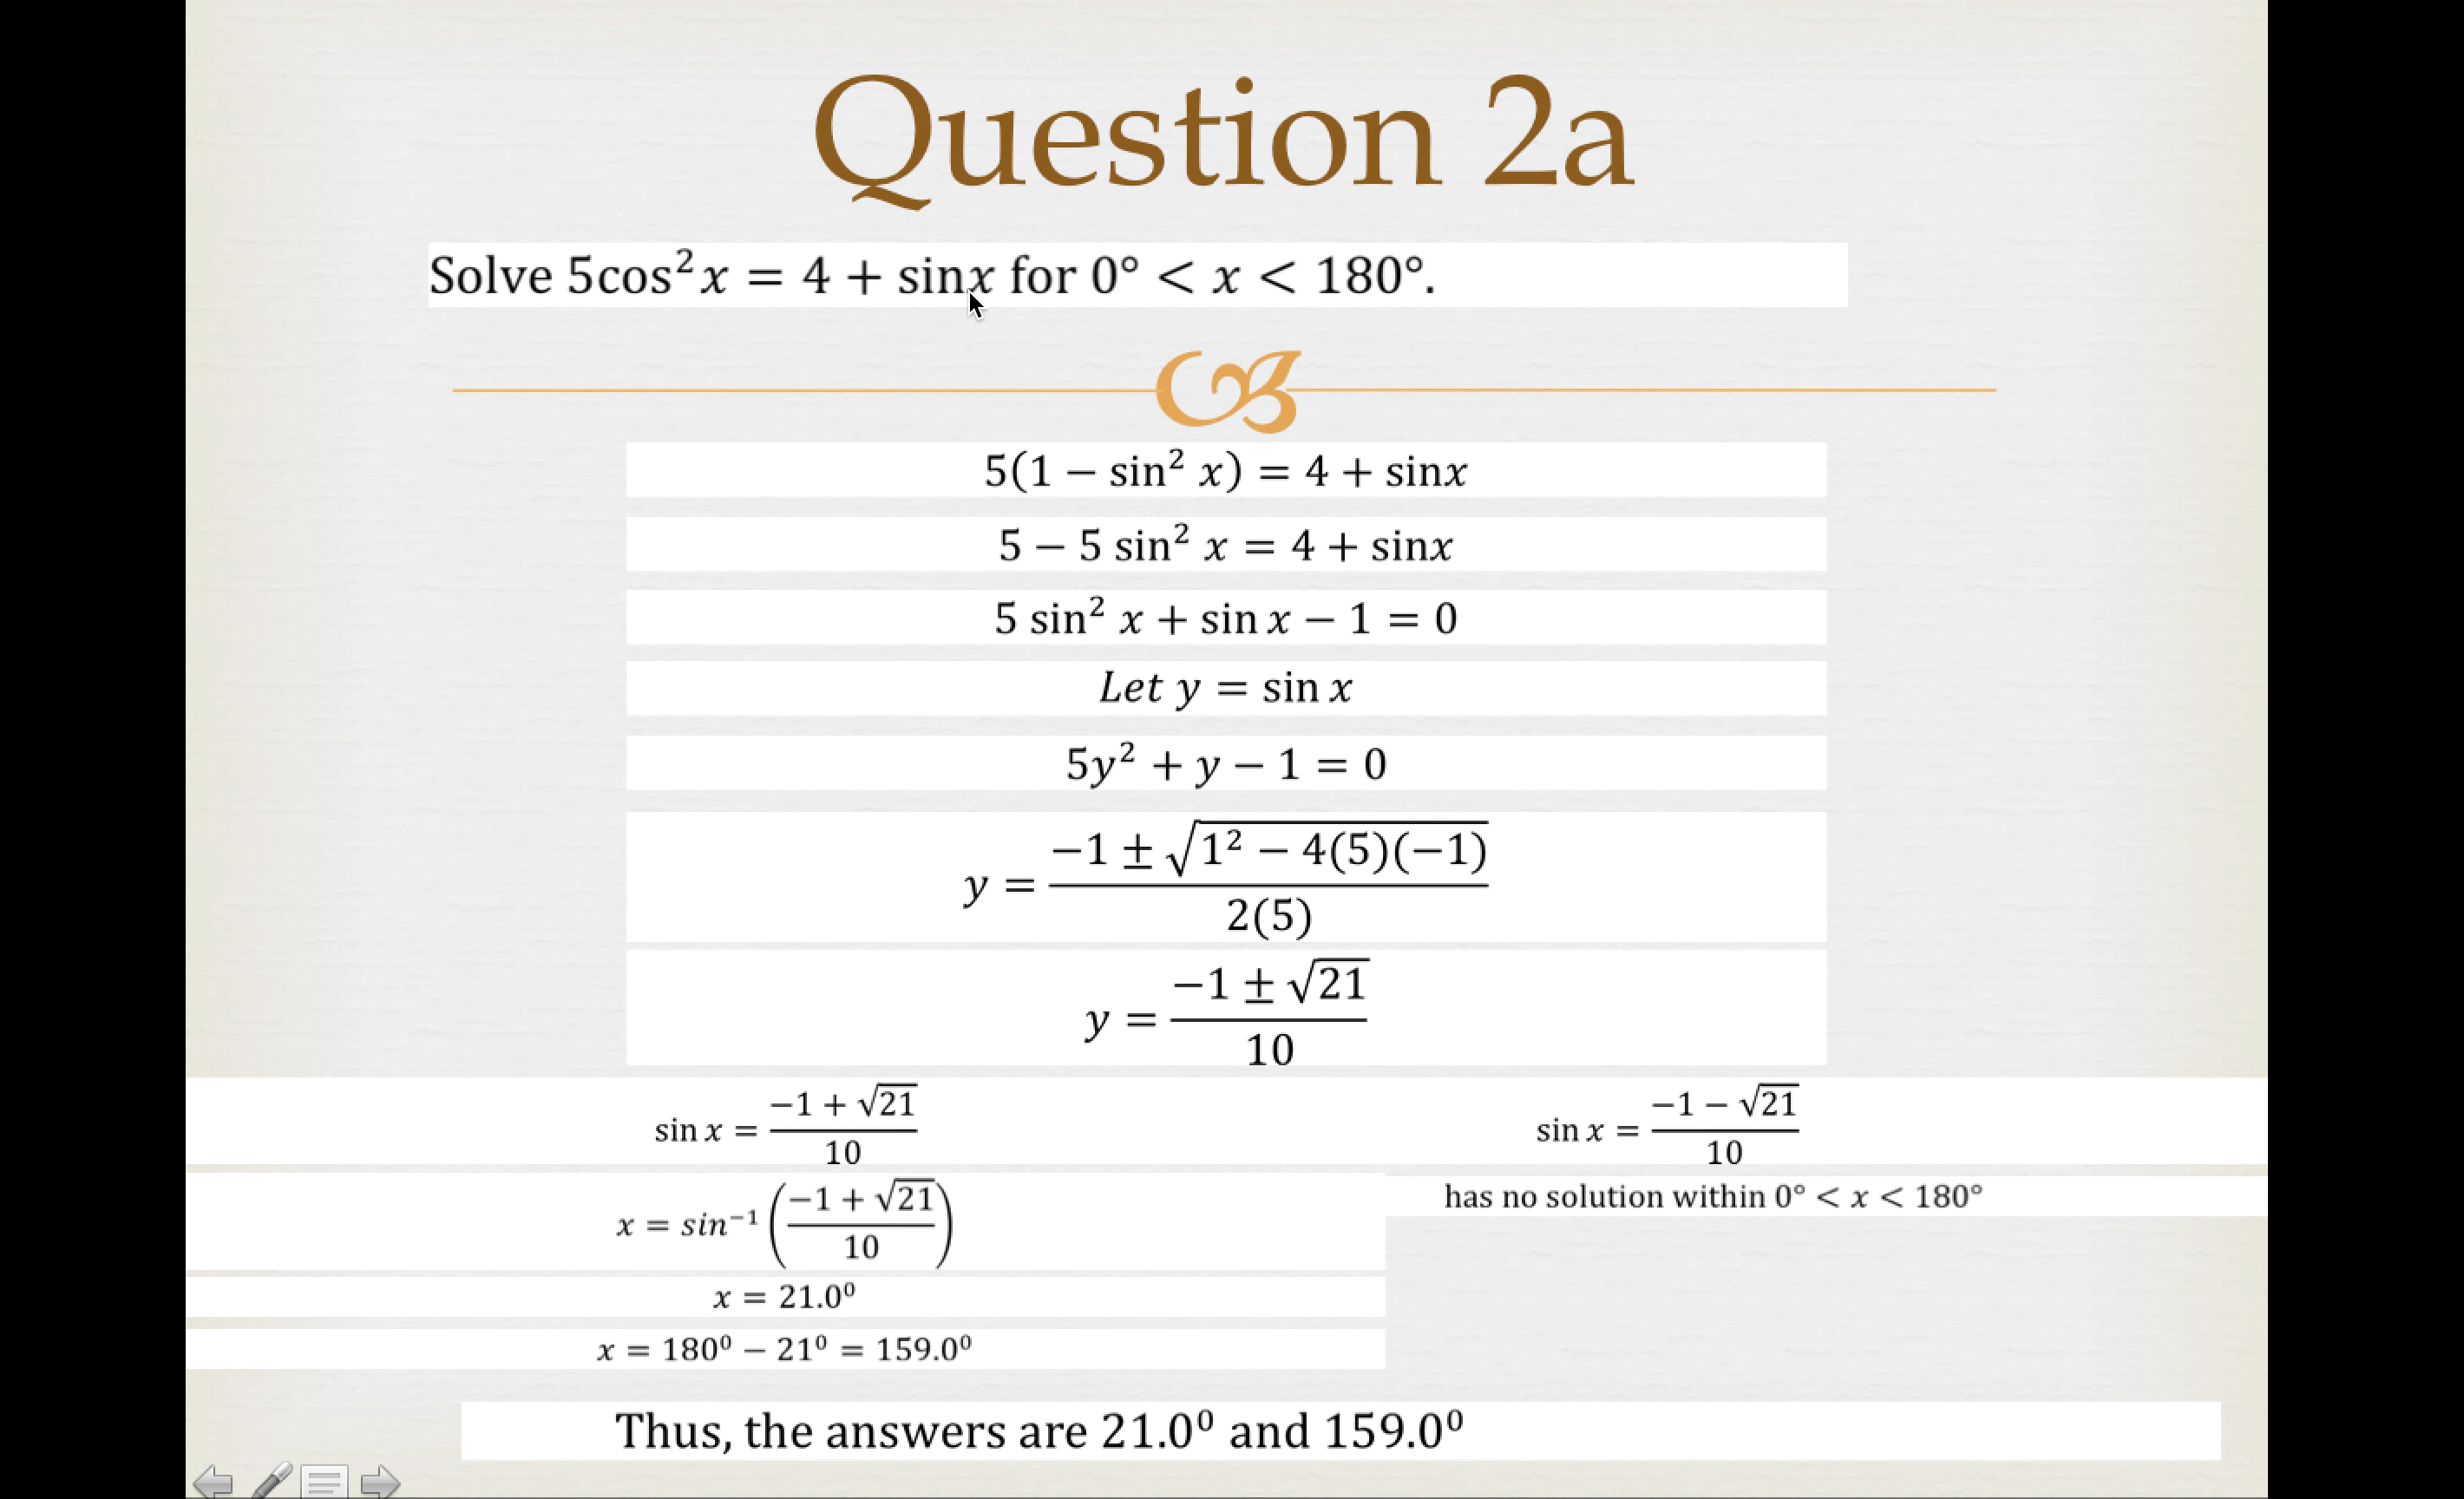 Question 2a
Solve 5cos²x = 4 + sinx for 0° < x < 180°.
5(1 − sin² x) = 4 + sinx
5 − 5 sin² x = 4 + sinx
5 sin² x + sin x − 1 = 0
Let y = sin x
5y² + y − 1 = 0
y = (−1 ± √(1² − 4(5)(−1)))/(2(5))
y = (−1 ± √21)/10
sin x = (−1 + √21)/10
sin x = (−1 − √21)/10
x = sin⁻¹((−1 + √21)/10)
has no solution within 0° < x < 180°
x = 21.0⁰
x = 180⁰ − 21⁰ = 159.0⁰
Thus, the answers are 21.0⁰ and 159.0⁰